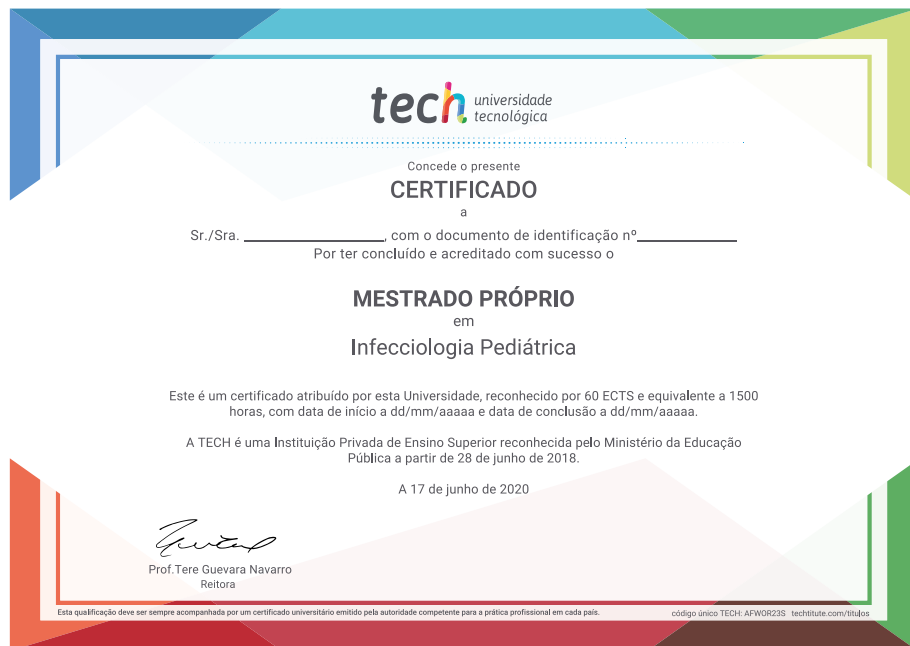 tech universidade
tecnológica
Concede o presente
CERTIFICADO
a
Sr./Sra. ________________, com o documento de identificação nº____________
Por ter concluído e acreditado com sucesso o
MESTRADO PRÓPRIO
em
Infecciologia Pediátrica
Este é um certificado atribuído por esta Universidade, reconhecido por 60 ECTS e equivalente a 1500
horas, com data de início a dd/mm/aaaaa e data de conclusão a dd/mm/aaaaa.
A TECH é uma Instituição Privada de Ensino Superior reconhecida pelo Ministério da Educação
Pública a partir de 28 de junho de 2018.
A 17 de junho de 2020
Prof.Tere Guevara Navarro
Reitora
Esta qualificação deve ser sempre acompanhada por um certificado universitário emitido pela autoridade competente para a prática profissional em cada país. código único TECH: AFWOR23S techtitute.com/titulos